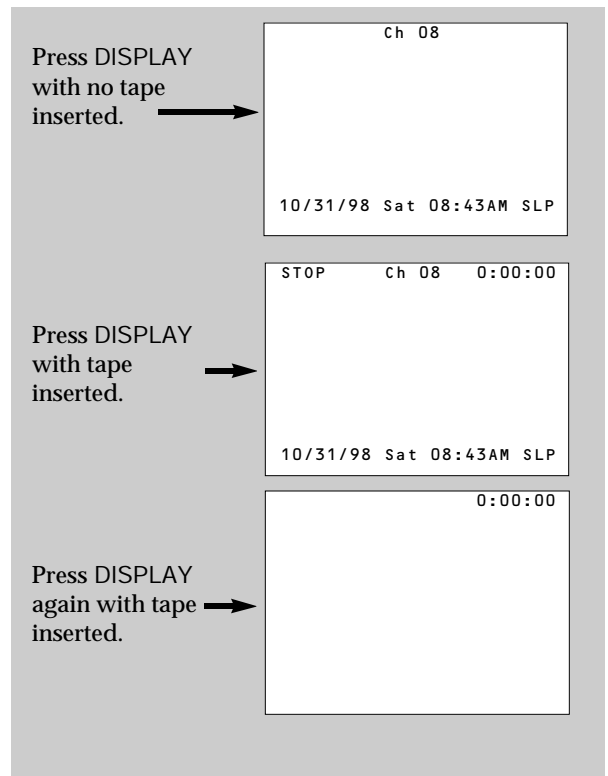 Press DISPLAY
with no tape
inserted.
Ch 08
10/31/98 Sat 08:43AM SLP
Press DISPLAY
with tape
inserted.
STOP Ch 08 0:00:00
10/31/98 Sat 08:43AM SLP
Press DISPLAY
again with tape
inserted.
0:00:00